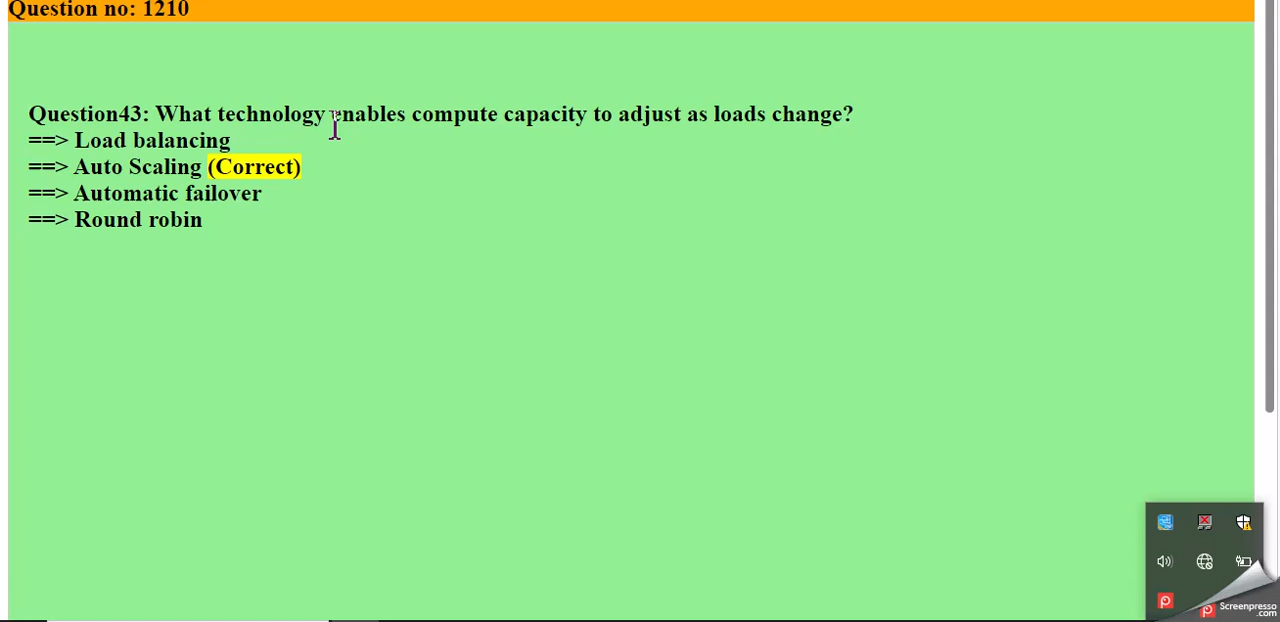 Question no: 1210
Question43: What technology enables compute capacity to adjust as loads change?
==> Load balancing
==> Auto Scaling (Correct)
==> Automatic failover
==> Round robin
Screenpresso
.com